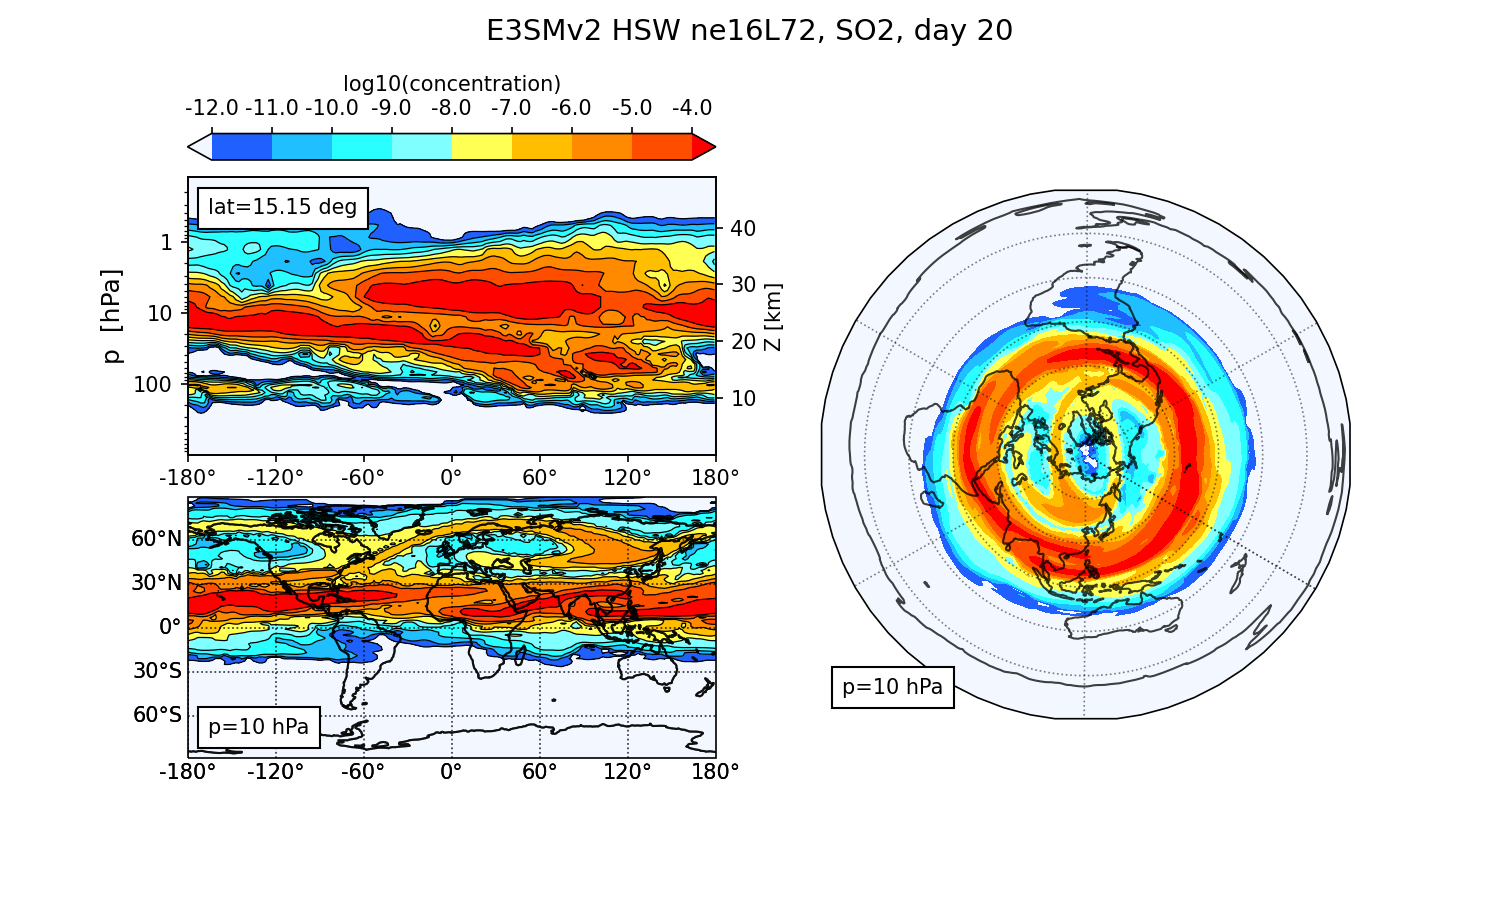 E3SMv2 HSW ne16L72, SO2, day 20
log10(concentration)
-12.0 -11.0 -10.0 -9.0 -8.0 -7.0 -6.0 -5.0 -4.0
lat=15.15 deg
1
10
100
p [hPa]
40
30
20
10
Z [km]
-180° -120° -60° 0° 60° 120° 180°
60°N
30°N
0°
30°S
60°S
p=10 hPa
-180° -120° -60° 0° 60° 120° 180°
p=10 hPa